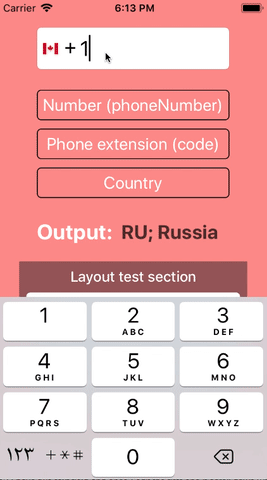 Carrier 6:13 PM
+ 1
Number (phoneNumber)
Phone extension (code)
Country
Output: RU; Russia
Layout test section
1 2 3
ABC DEF
4 5 6
GHI JKL MNO
7 8 9
PQRS TUV WXYZ
١٢٣ +*# 0